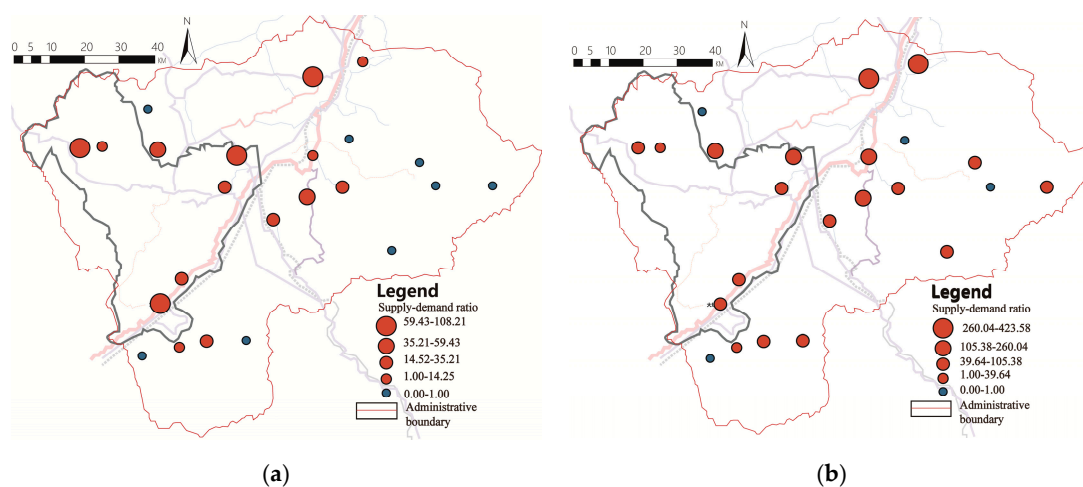 N
0 5 10 20 30 40
KM
Legend
Supply-demand ratio
59.43-108.21
35.21-59.43
14.52-35.21
1.00-14.25
0.00-1.00
Administrative
boundary
(a)
N
0 5 10 20 30 40
KM
**
Legend
Supply-demand ratio
260.04-423.58
105.38-260.04
39.64-105.38
1.00-39.64
0.00-1.00
Administrative
boundary
(b)